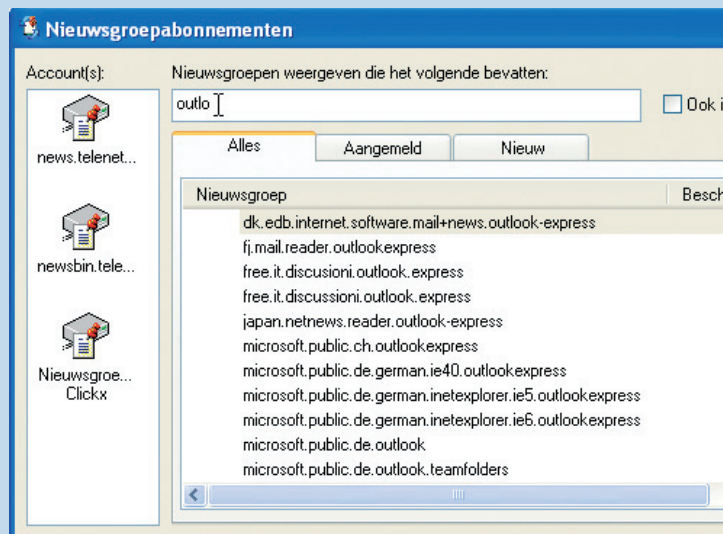 Nieuwsgroepabonnementen
Account(s):
news.telenet...
newsbin.tele...
Nieuwsgroe...
Clickx
Nieuwsgroepen weergeven die het volgende bevatten:
outlo
Ook i
Alles Aangemeld Nieuw
Nieuwsgroep Besch
dk.edb.internet.software.mail+news.outlook-express
fj.mail.reader.outlookexpress
free.it.discusioni.outlook.express
free.it.discussioni.outlook.express
japan.netnews.reader.outlook-express
microsoft.public.ch.outlookexpress
microsoft.public.de.german.ie40.outlookexpress
microsoft.public.de.german.inetexplorer.ie5.outlookexpress
microsoft.public.de.german.inetexplorer.ie6.outlookexpress
microsoft.public.de.outlook
microsoft.public.de.outlook.teamfolders